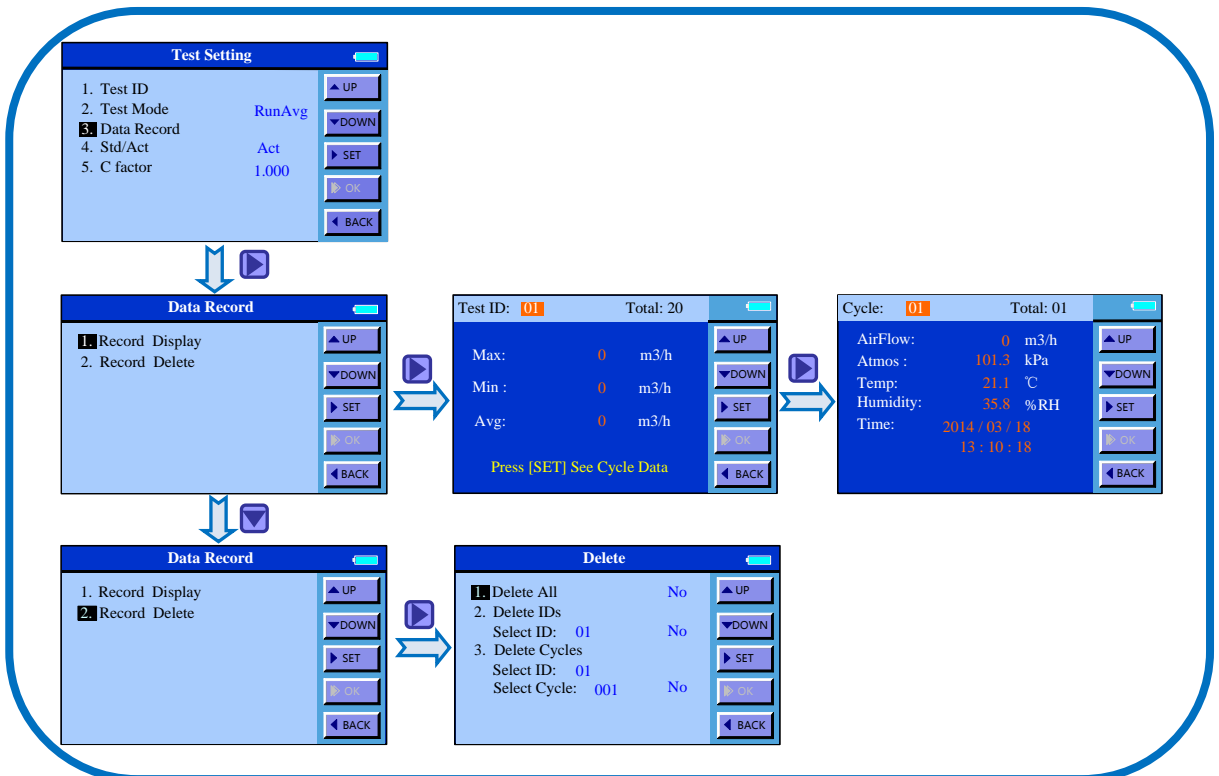 Test Setting
1. Test ID
2. Test Mode RunAvg
3. Data Record
4. Std/Act Act
5. C factor 1.000
UP
DOWN
SET
OK
BACK
Data Record
1. Record Display
2. Record Delete
UP
DOWN
SET
OK
BACK
Test ID: 01 Total: 20
Max: 0 m3/h
Min : 0 m3/h
Avg: 0 m3/h
Press [SET] See Cycle Data
UP
DOWN
SET
OK
BACK
Cycle: 01 Total: 01
AirFlow: 0 m3/h
Atmos : 101.3 kPa
Temp: 21.1 ℃
Humidity: 35.8 %RH
Time: 2014 / 03 / 18
13 : 10 : 18
UP
DOWN
SET
OK
BACK
Data Record
1. Record Display
2. Record Delete
UP
DOWN
SET
OK
BACK
Delete
1. Delete All No
2. Delete IDs
Select ID: 01 No
3. Delete Cycles
Select ID: 01
Select Cycle: 001 No
UP
DOWN
SET
OK
BACK